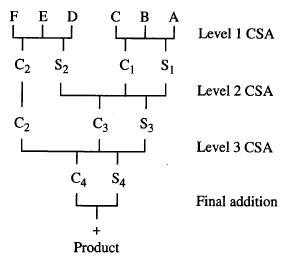 F E D C B A
Level 1 CSA
C₂ S₂ C₁ S₁
Level 2 CSA
C₂ C₃ S₃
Level 3 CSA
C₄ S₄
Final addition
+
Product